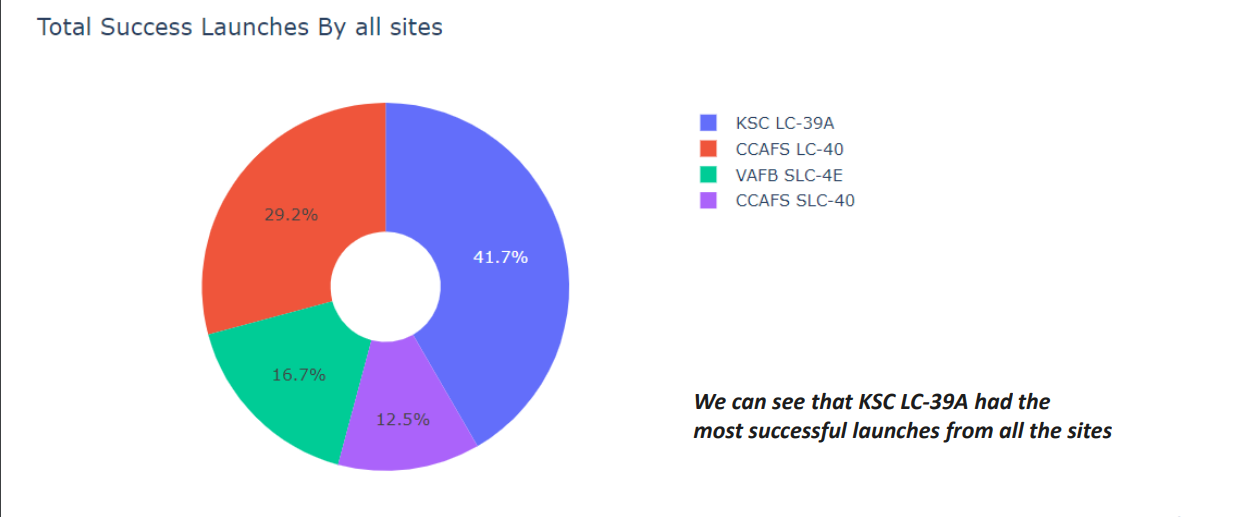 Total Success Launches By all sites
KSC LC-39A
CCAFS LC-40
VAFB SLC-4E
CCAFS SLC-40
29.2%
41.7%
16.7%
12.5%
We can see that KSC LC-39A had the
most successful launches from all the sites